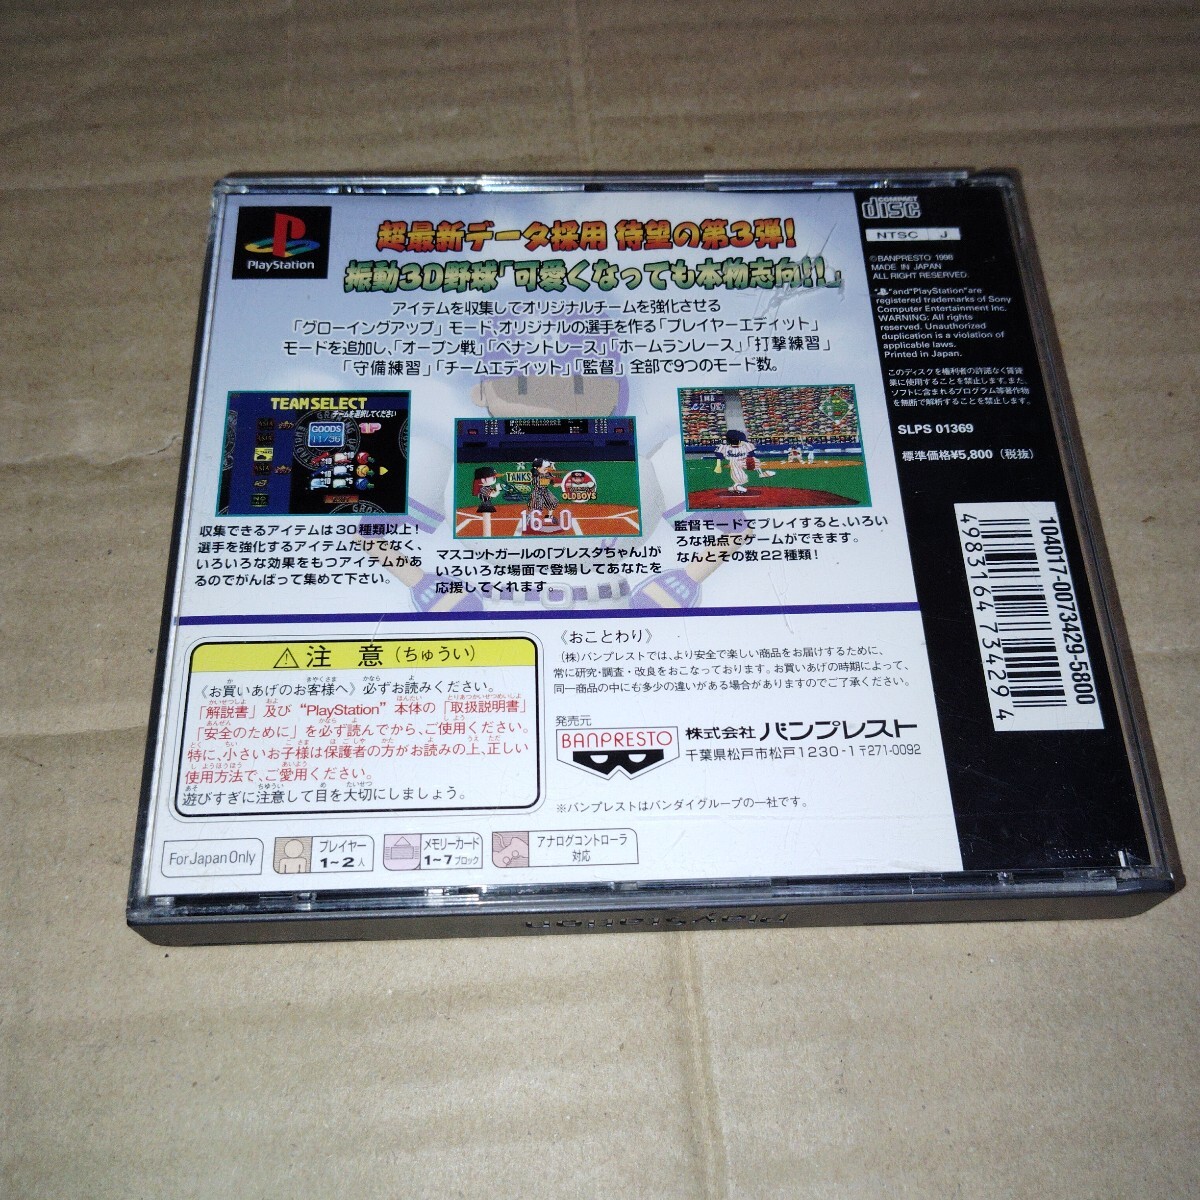 PlayStation
超最新データ採用 待望の第3弾!
振動3D野球「可愛くなっても本物志向!!」
アイテムを収集してオリジナルチームを強化させる
「グローイングアップ」モード、オリジナルの選手を作る「プレイヤーエディット」
モードを追加し、「オープン戦」「ペナントレース」「ホームランレース」「打撃練習」
「守備練習」「チームエディット」「監督」全部で9つのモード数。
TEAM SELECT
チームを選択してください
GOODS
11/36
収集できるアイテムは30種類以上!
選手を強化するアイテムだけでなく、
いろいろな効果をもつアイテムがあ
るのでがんばって集めて下さい。
TANKS
OLDBOYS
16-0
マスコットガールの「プレスタちゃん」が
いろいろな場面で登場してあなたを
応援してくれます。
監督モードでプレイすると、いろい
ろな視点でゲームができます。
なんとその数22種類!
COMPACT
disc
NTSC J
©BANPRESTO 1998
MADE IN JAPAN
ALL RIGHT RESERVED.
" "and"PlayStation"are
registered trademarks of Sony
Computer Entertainment Inc.
WARNING: All rights
reserved. Unauthorized
duplication is a violation of
applicable laws.
Printed in Japan.
このディスクを権利者の許諾なく賃貸
業に使用することを禁止します。また、
ソフトに含まれるプログラム等著作物
を無断で解析することも禁止します。
SLPS 01369
標準価格¥5,800(税抜)
104017-0073429-5800
4983164734294
⚠注 意(ちゅうい)
《お買いあげのお客様へ》必ずお読みください。
「解説書」及び"PlayStation"本体の「取扱説明書」
「安全のために」を必ず読んでから、ご使用ください。
特に、小さいお子様は保護者の方がお読みの上、正しい
使用方法で、ご愛用ください。
遊びすぎに注意して目を大切にしましょう。
《おことわり》
(株)バンプレストでは、より安全で楽しい商品をお届けするために、
常に研究・調査・改良をおこなっております。お買いあげの時期によって、
同一商品の中にも多少の違いがある場合がありますのでご了承ください。
発売元
BANPRESTO
株式会社 バンプレスト
千葉県松戸市松戸1230-1〒271-0092
※バンプレストはバンダイグループの一社です。
For Japan Only
プレイヤー
1~2人
メモリーカード
1~7ブロック
アナログコントローラ
対応
PlayStation